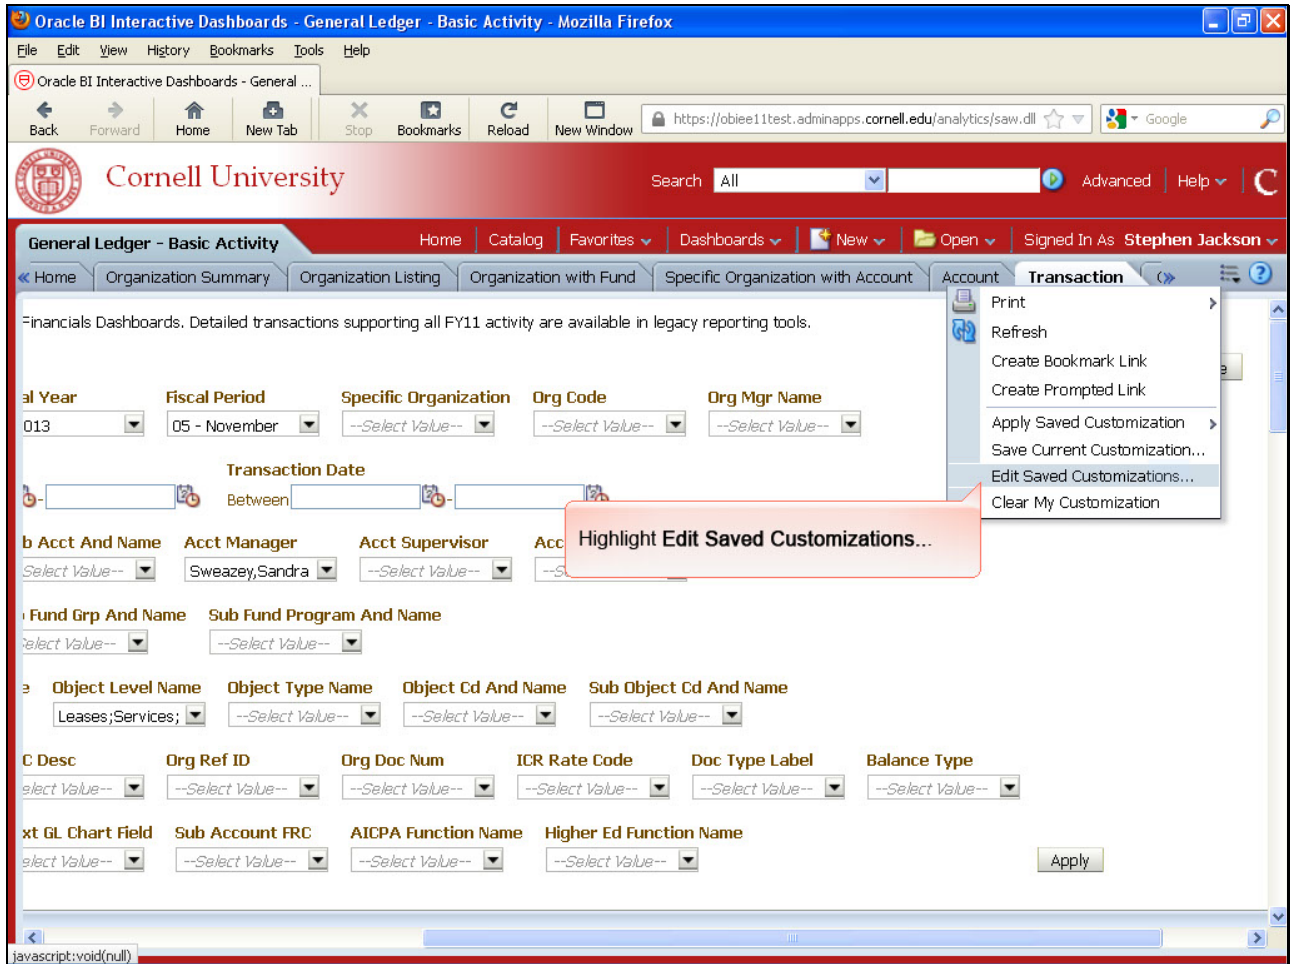 Oracle BI Interactive Dashboards - General Ledger - Basic Activity - Mozilla Firefox
File Edit View History Bookmarks Tools Help
Oracle BI Interactive Dashboards - General ...
Back Forward Home New Tab Stop Bookmarks Reload New Window https://obiee11test.adminapps.cornell.edu/analytics/saw.dll Google
Cornell University Search All Advanced Help C
General Ledger - Basic Activity Home Catalog Favorites Dashboards New Open Signed In As Stephen Jackson
« Home Organization Summary Organization Listing Organization with Fund Specific Organization with Account Account Transaction »
Print
Financials Dashboards. Detailed transactions supporting all FY11 activity are available in legacy reporting tools.
Refresh
Create Bookmark Link
Create Prompted Link
al Year Fiscal Period Specific Organization Org Code Org Mgr Name
013 05 - November --Select Value-- --Select Value-- --Select Value--
Apply Saved Customization
Save Current Customization...
Edit Saved Customizations...
Clear My Customization
Transaction Date
- Between -
Highlight Edit Saved Customizations...
b Acct And Name Acct Manager Acct Supervisor Acc
Select Value-- Sweazey,Sandra --Select Value-- --S
Fund Grp And Name Sub Fund Program And Name
elect Value-- --Select Value--
e Object Level Name Object Type Name Object Cd And Name Sub Object Cd And Name
Leases;Services; --Select Value-- --Select Value-- --Select Value--
C Desc Org Ref ID Org Doc Num ICR Rate Code Doc Type Label Balance Type
elect Value-- --Select Value-- --Select Value-- --Select Value-- --Select Value-- --Select Value--
xt GL Chart Field Sub Account FRC AICPA Function Name Higher Ed Function Name
elect Value-- --Select Value-- --Select Value-- --Select Value-- Apply
javascript:void(null)